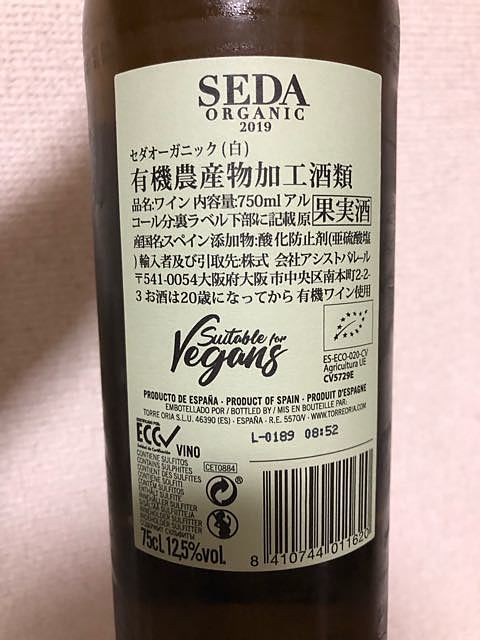 SEDA
ORGANIC
2019
セダオーガニック(白)
有機農産物加工酒類
品名:ワイン 内容量:750ml アル
コール分裏ラベル下部に記載 原
果実酒
産国名:スペイン 添加物:酸化防止剤(亜硫酸塩
)輸入者及び引取先:株式 会社アシストバルール
〒541-0054大阪府大阪 市中央区南本町2-2-
3 お酒は20歳になってから 有機ワイン使用
Suitable for
Vegans
ES-ECO-020-CV
Agricultura UE
CV5729E
PRODUCTO DE ESPAÑA · PRODUCT OF SPAIN · PRODUIT D'ESPAGNE
EMBOTELLADO POR / BOTTLED BY / MIS EN BOUTEILLE PAR:
TORRE ORIA S.L.U. 46390 (ES) - ESPAÑA - R.E. 5570/V · WWW.TORREORIA.COM
L-0189 08:52
ECCV
VINO
CET0884
CONTIENE SULFITOS
CONTAINS SULPHITES
CONTIENT DES SULFITES
CONTIENE SOLFITI
75cL 12,5%vol.
8 410744 011620